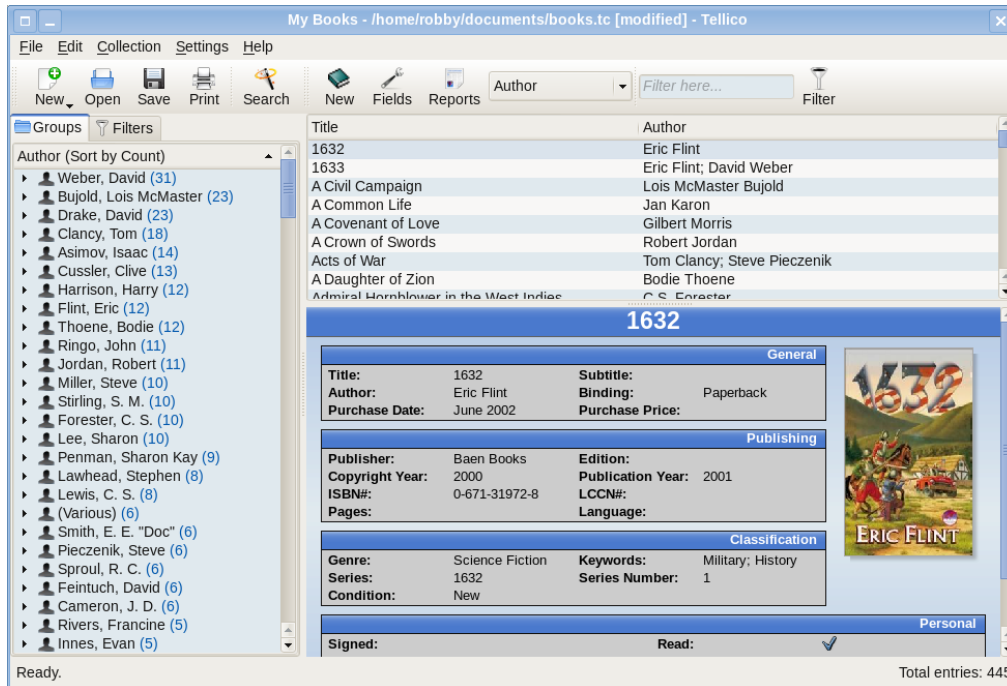 My Books - /home/robby/documents/books.tc [modified] - Tellico
File Edit Collection Settings Help
New Open Save Print Search New Fields Reports Author Filter here... Filter
Groups Filters
Author (Sort by Count)
Weber, David (31)
Bujold, Lois McMaster (23)
Drake, David (23)
Clancy, Tom (18)
Asimov, Isaac (14)
Cussler, Clive (13)
Harrison, Harry (12)
Flint, Eric (12)
Thoene, Bodie (12)
Ringo, John (11)
Jordan, Robert (11)
Miller, Steve (10)
Stirling, S. M. (10)
Forester, C. S. (10)
Lee, Sharon (10)
Penman, Sharon Kay (9)
Lawhead, Stephen (8)
Lewis, C. S. (8)
(Various) (6)
Smith, E. E. "Doc" (6)
Pieczenik, Steve (6)
Sproul, R. C. (6)
Feintuch, David (6)
Cameron, J. D. (6)
Rivers, Francine (5)
Innes, Evan (5)
Title Author
1632 Eric Flint
1633 Eric Flint; David Weber
A Civil Campaign Lois McMaster Bujold
A Common Life Jan Karon
A Covenant of Love Gilbert Morris
A Crown of Swords Robert Jordan
Acts of War Tom Clancy; Steve Pieczenik
A Daughter of Zion Bodie Thoene
Admiral Hornblower in the West Indies C.S. Forester
1632
General
Title: 1632 Subtitle:
Author: Eric Flint Binding: Paperback
Purchase Date: June 2002 Purchase Price:
Publishing
Publisher: Baen Books Edition:
Copyright Year: 2000 Publication Year: 2001
ISBN#: 0-671-31972-8 LCCN#:
Pages: Language:
Classification
Genre: Science Fiction Keywords: Military; History
Series: 1632 Series Number: 1
Condition: New
Personal
Signed: Read:
1632
ERIC FLINT
Ready. Total entries: 445